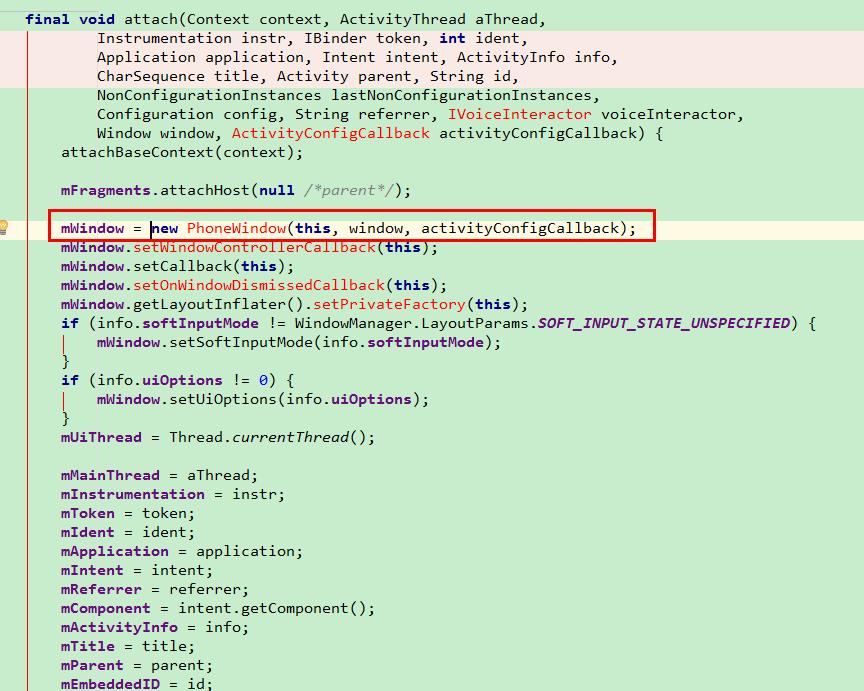 final void attach(Context context, ActivityThread aThread,
Instrumentation instr, IBinder token, int ident,
Application application, Intent intent, ActivityInfo info,
CharSequence title, Activity parent, String id,
NonConfigurationInstances lastNonConfigurationInstances,
Configuration config, String referrer, IVoiceInteractor voiceInteractor,
Window window, ActivityConfigCallback activityConfigCallback) {
attachBaseContext(context);
mFragments.attachHost(null /*parent*/);
mWindow = new PhoneWindow(this, window, activityConfigCallback);
mWindow.setWindowControllerCallback(this);
mWindow.setCallback(this);
mWindow.setOnWindowDismissedCallback(this);
mWindow.getLayoutInflater().setPrivateFactory(this);
if (info.softInputMode != WindowManager.LayoutParams.SOFT_INPUT_STATE_UNSPECIFIED) {
mWindow.setSoftInputMode(info.softInputMode);
}
if (info.uiOptions != 0) {
mWindow.setUiOptions(info.uiOptions);
}
mUiThread = Thread.currentThread();
mMainThread = aThread;
mInstrumentation = instr;
mToken = token;
mIdent = ident;
mApplication = application;
mIntent = intent;
mReferrer = referrer;
mComponent = intent.getComponent();
mActivityInfo = info;
mTitle = title;
mParent = parent;
mEmbeddedID = id;